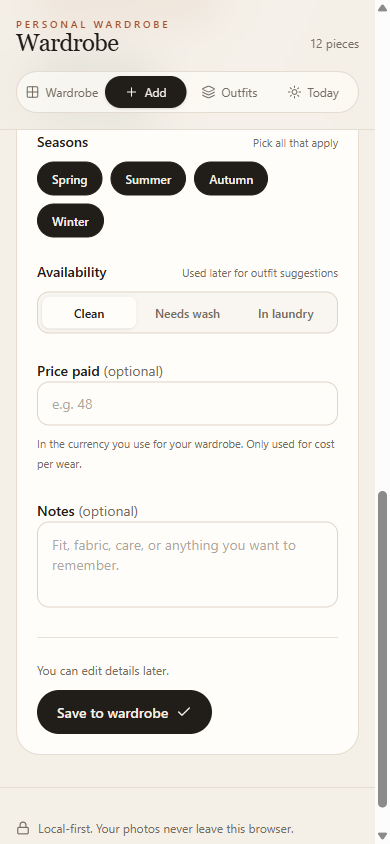 PERSONAL WARDROBE
Wardrobe
12 pieces
Wardrobe
Add
Outfits
Today
Seasons
Pick all that apply
Spring
Summer
Autumn
Winter
Availability
Used later for outfit suggestions
Clean
Needs wash
In laundry
Price paid (optional)
e.g. 48
In the currency you use for your wardrobe. Only used for cost
per wear.
Notes (optional)
Fit, fabric, care, or anything you want to
remember.
You can edit details later.
Save to wardrobe
Local-first. Your photos never leave this browser.